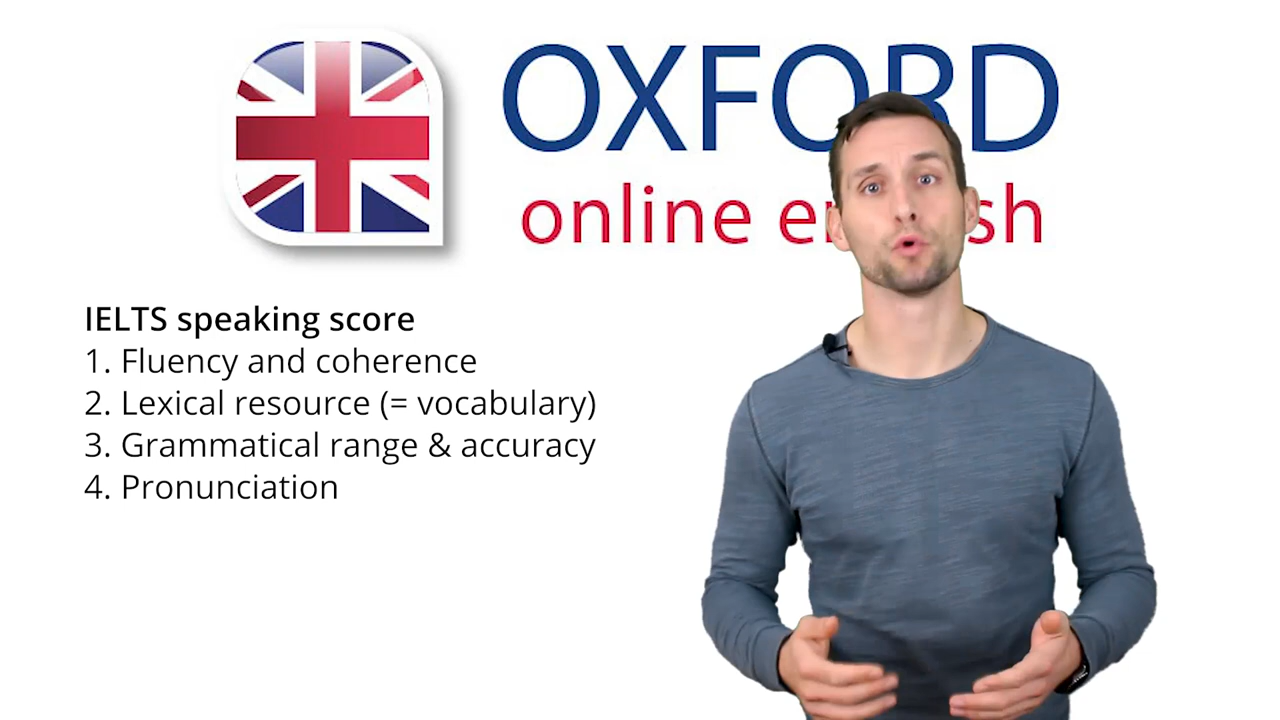 OXFORD
online
IELTS speaking score
1. Fluency and coherence
2. Lexical resource (= vocabulary)
3. Grammatical range & accuracy
4. Pronunciation